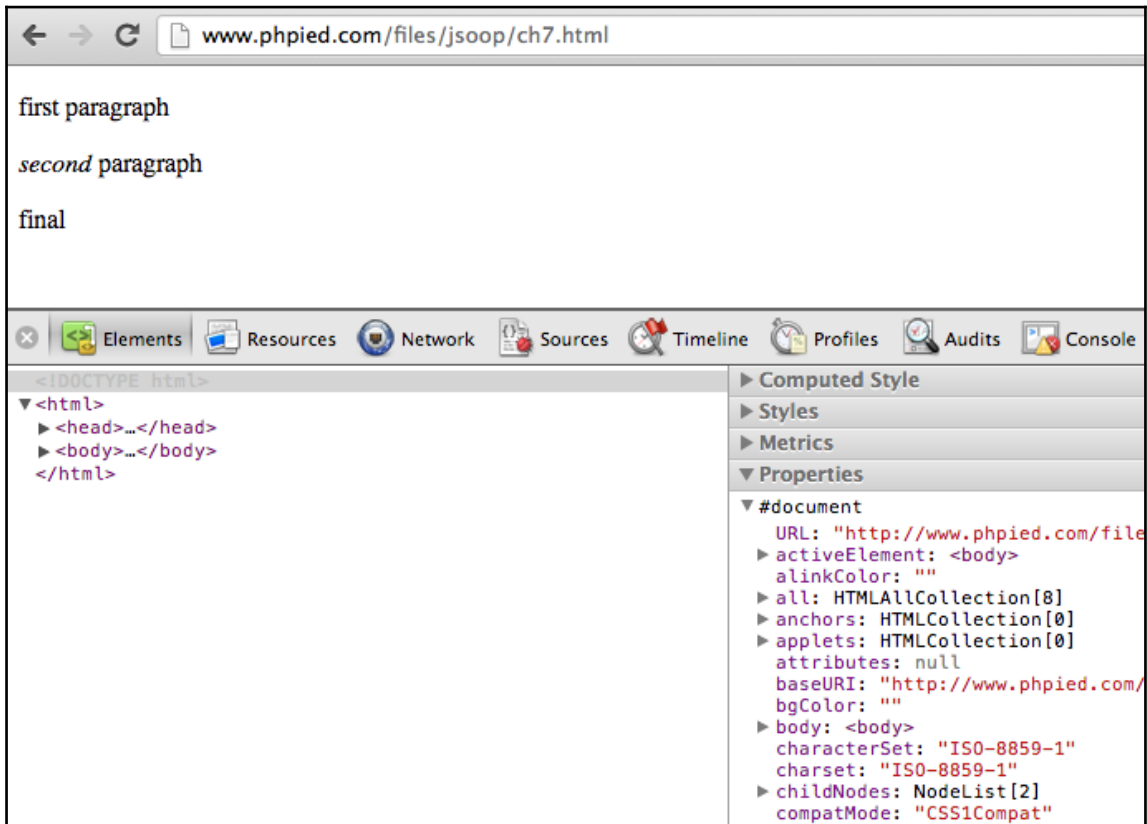 www.phpied.com/files/jsoop/ch7.html
first paragraph
second paragraph
final
Elements Resources Network Sources Timeline Profiles Audits Console
<!DOCTYPE html>
▼<html>
▶<head>…</head>
▶<body>…</body>
</html>
▶ Computed Style
▶ Styles
▶ Metrics
▼ Properties
▼ #document
URL: "http://www.phpied.com/file
▶ activeElement: <body>
alinkColor: ""
▶ all: HTMLAllCollection[8]
▶ anchors: HTMLCollection[0]
▶ applets: HTMLCollection[0]
attributes: null
baseURI: "http://www.phpied.com/
bgColor: ""
▶ body: <body>
characterSet: "ISO-8859-1"
charset: "ISO-8859-1"
▶ childNodes: NodeList[2]
compatMode: "CSS1Compat"